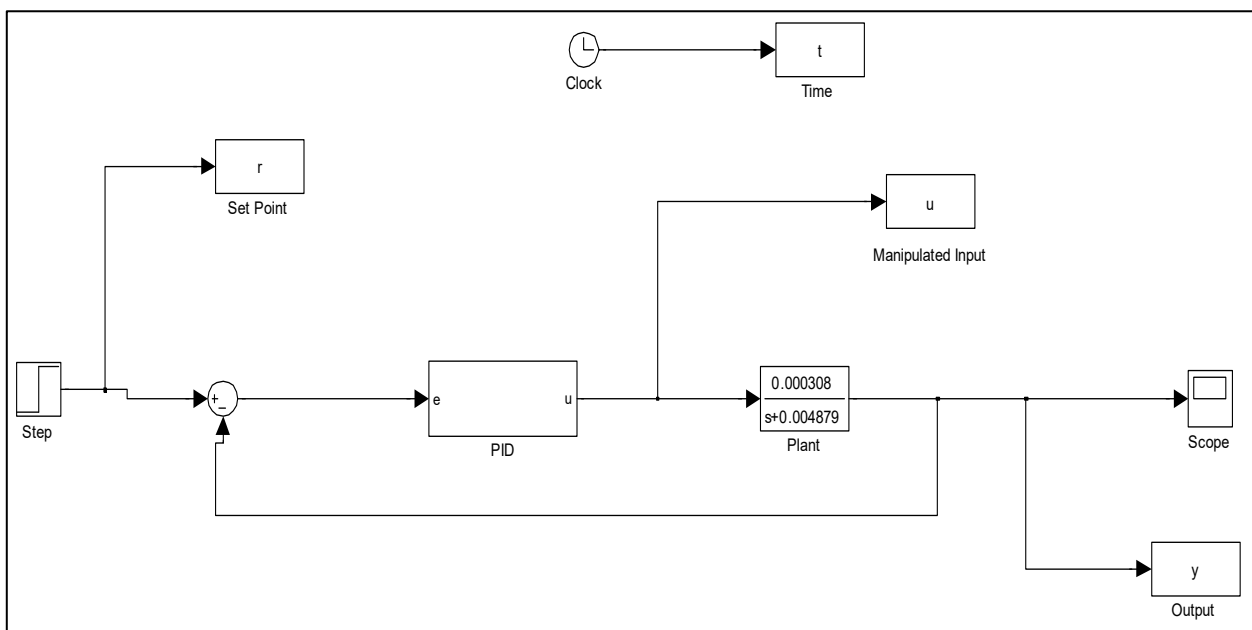 t
Clock
Time
r
Set Point
u
Manipulated Input
Step
+
−
e
u
PID
0.000308
s+0.004879
Plant
Scope
y
Output